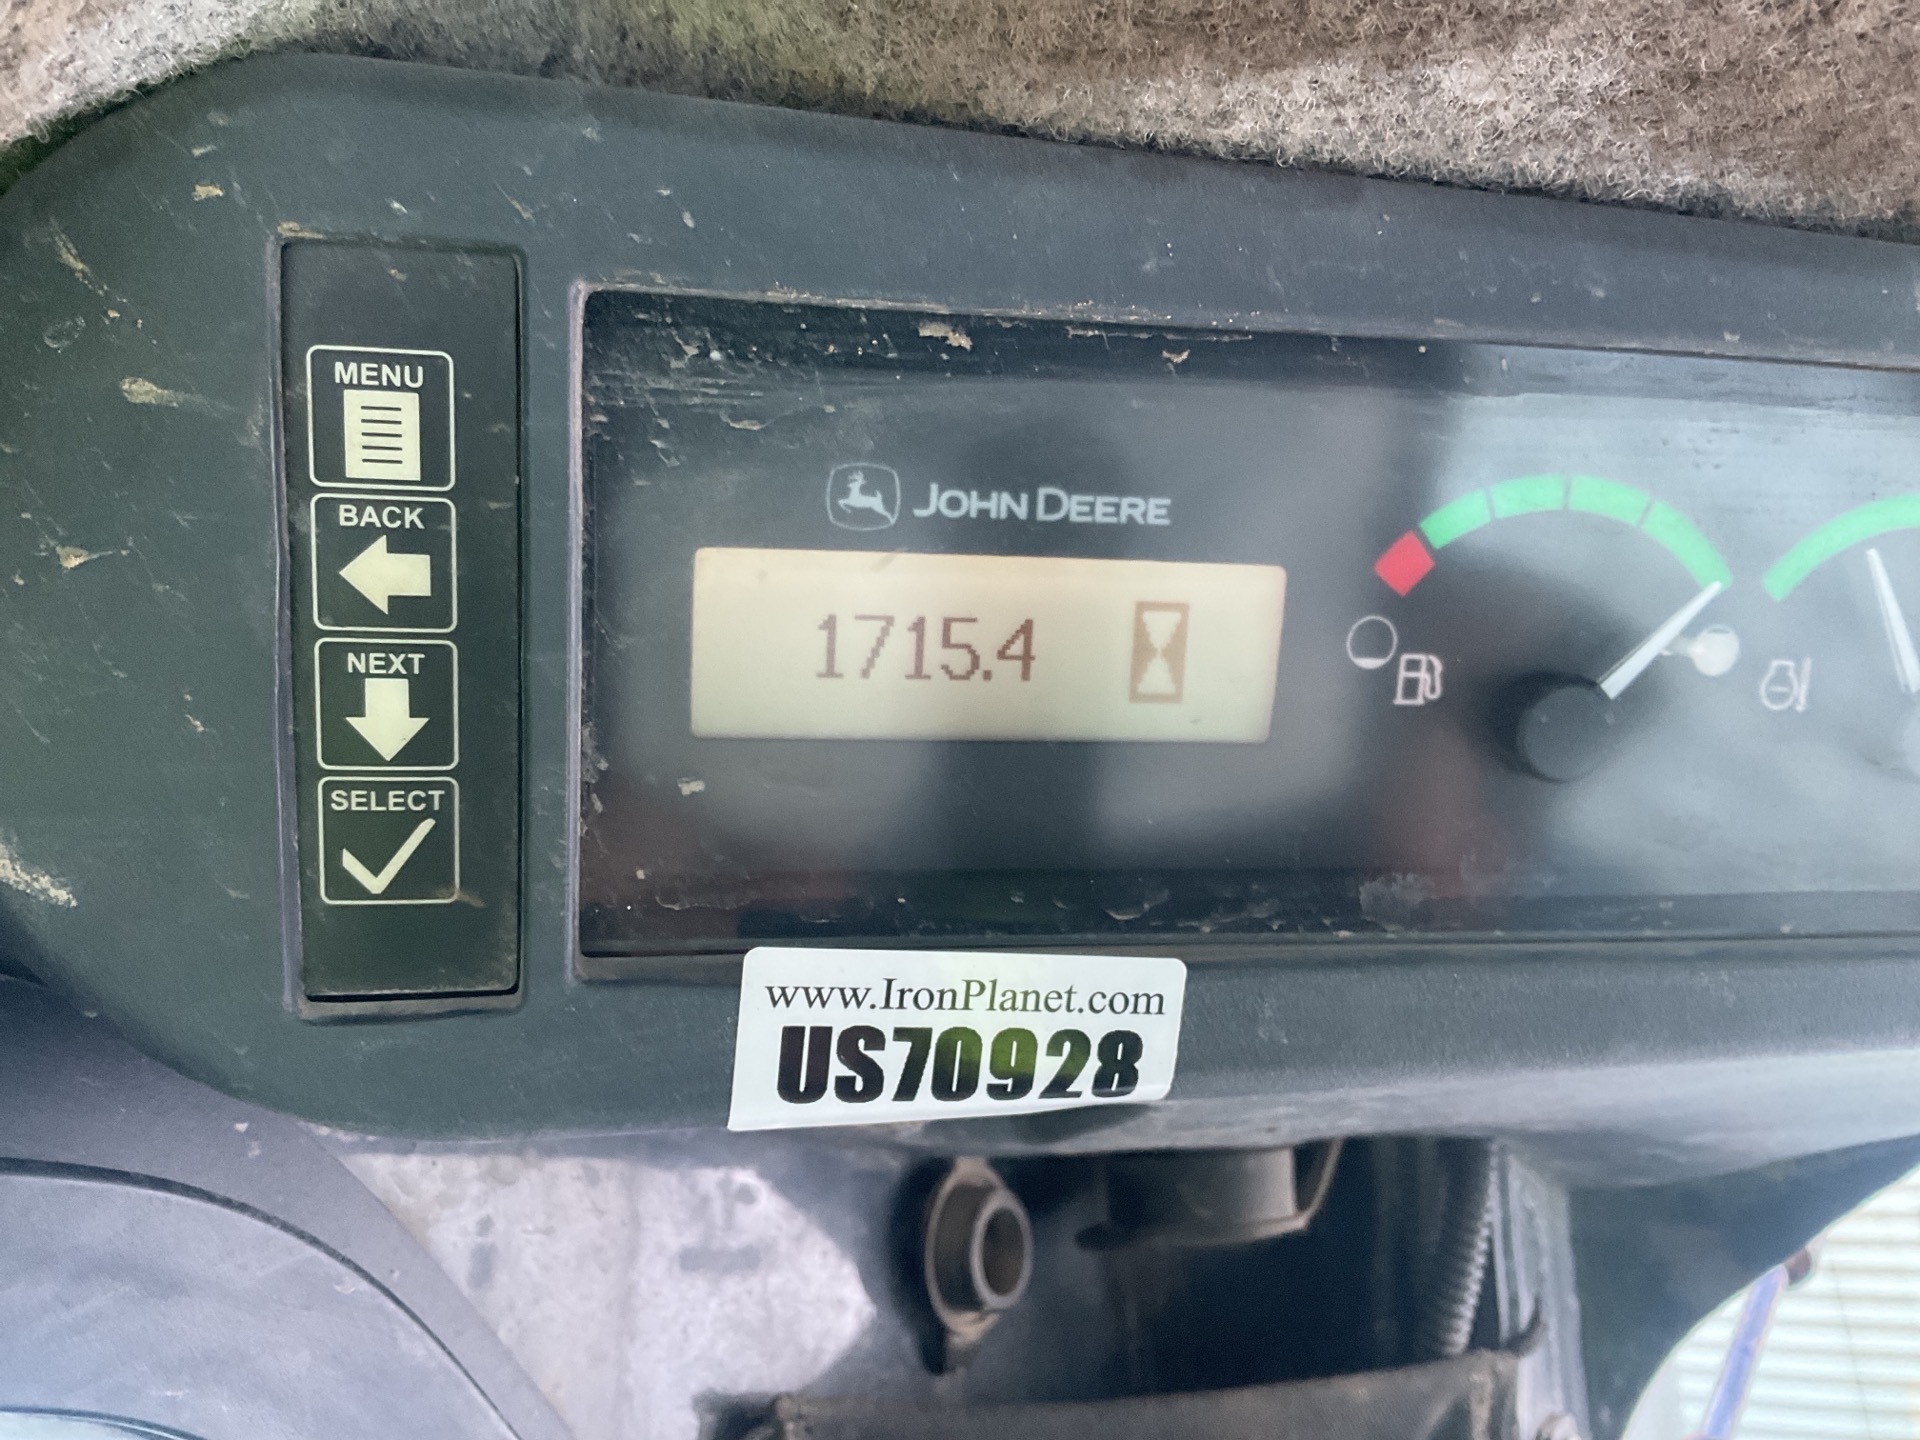 MENU
BACK
NEXT
SELECT
JOHN DEERE
1715.4
www.IronPlanet.com
US70928